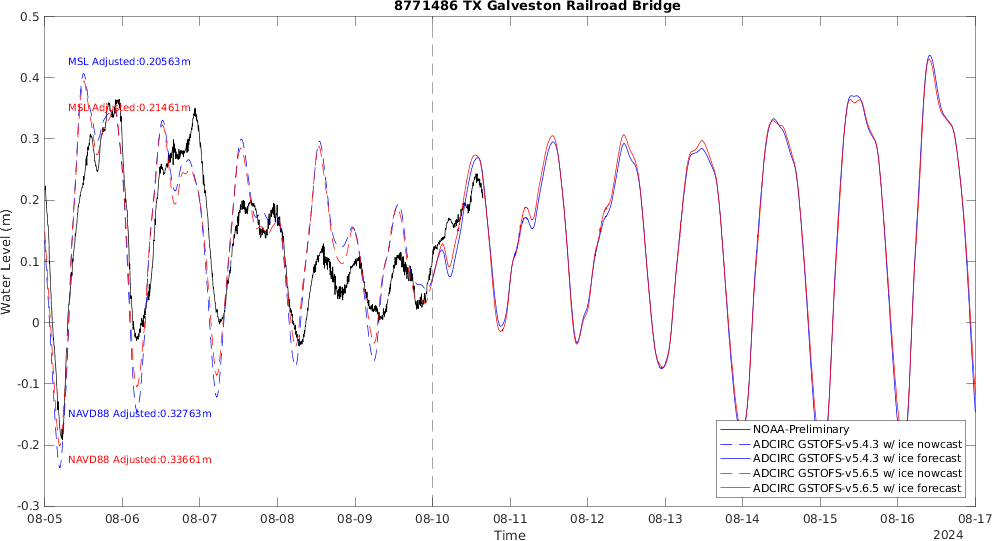 8771486 TX Galveston Railroad Bridge
0.5
0.4
0.3
0.2
0.1
0
-0.1
-0.2
-0.3
Water Level (m)
MSL Adjusted:0.20563m
MSL Adjusted:0.21461m
NAVD88 Adjusted:0.32763m
NAVD88 Adjusted:0.33661m
NOAA-Preliminary
ADCIRC GSTOFS-v5.4.3 w/ ice nowcast
ADCIRC GSTOFS-v5.4.3 w/ ice forecast
ADCIRC GSTOFS-v5.6.5 w/ ice nowcast
ADCIRC GSTOFS-v5.6.5 w/ ice forecast
08-05 08-06 08-07 08-08 08-09 08-10 08-11 08-12 08-13 08-14 08-15 08-16 08-17
Time
2024